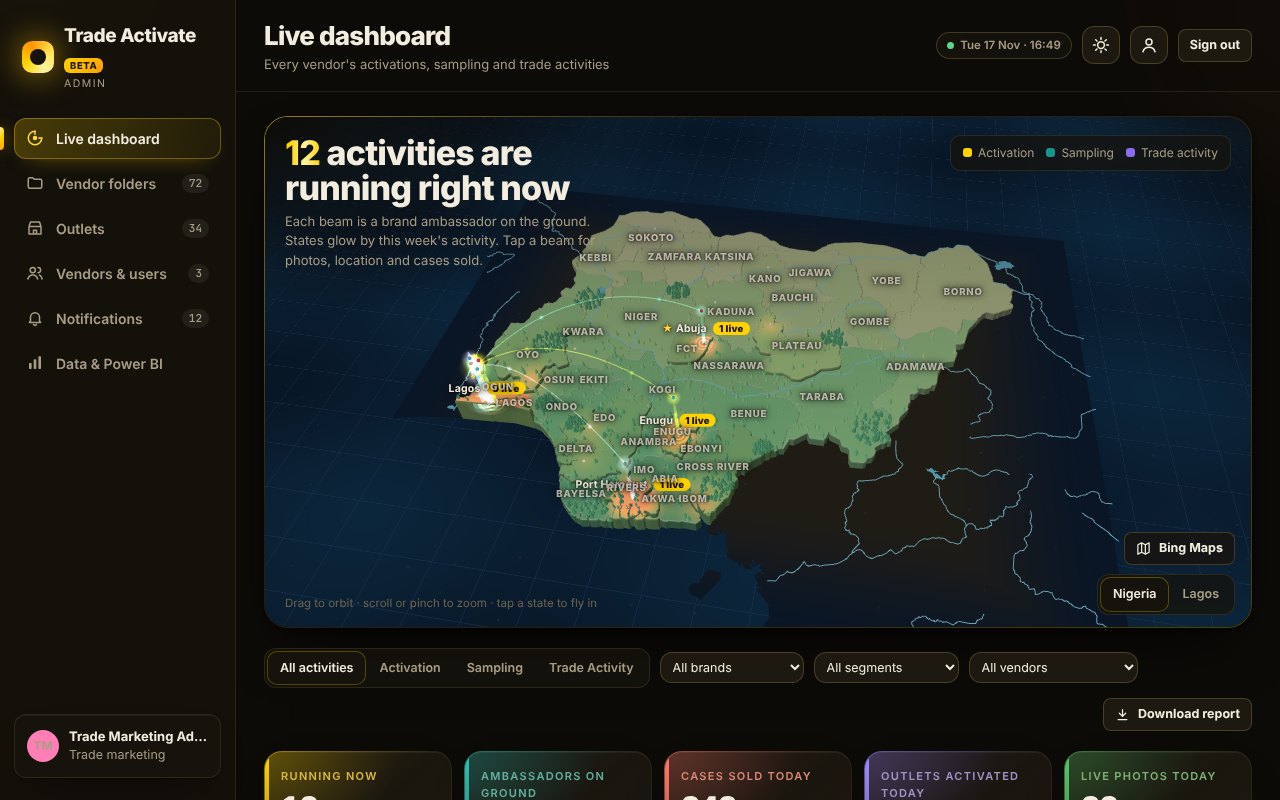 Trade Activate
BETA
ADMIN
Live dashboard
Vendor folders 72
Outlets 34
Vendors & users 3
Notifications 12
Data & Power BI
TM
Trade Marketing Ad...
Trade marketing
Live dashboard
Every vendor's activations, sampling and trade activities
Tue 17 Nov · 16:49
Sign out
12 activities are
running right now
Each beam is a brand ambassador on the ground.
States glow by this week's activity. Tap a beam for
photos, location and cases sold.
Activation
Sampling
Trade activity
SOKOTO
KEBBI
ZAMFARA
KATSINA
KANO
JIGAWA
YOBE
BORNO
BAUCHI
NIGER
KADUNA
GOMBE
KWARA
★ Abuja 1 live
FCT
PLATEAU
OYO
NASSARAWA
ADAMAWA
OSUN
EKITI
Lagos
OGUN
LAGOS
KOGI
TARABA
ONDO
EDO
BENUE
Enugu 1 live
ENUGU
ANAMBRA
EBONYI
DELTA
IMO
CROSS RIVER
ABIA
RIVERS
1 live
BAYELSA
AKWA IBOM
Bing Maps
Nigeria
Lagos
Drag to orbit · scroll or pinch to zoom · tap a state to fly in
All activities
Activation
Sampling
Trade Activity
All brands
All segments
All vendors
Download report
RUNNING NOW
AMBASSADORS ON
GROUND
CASES SOLD TODAY
OUTLETS ACTIVATED
TODAY
LIVE PHOTOS TODAY